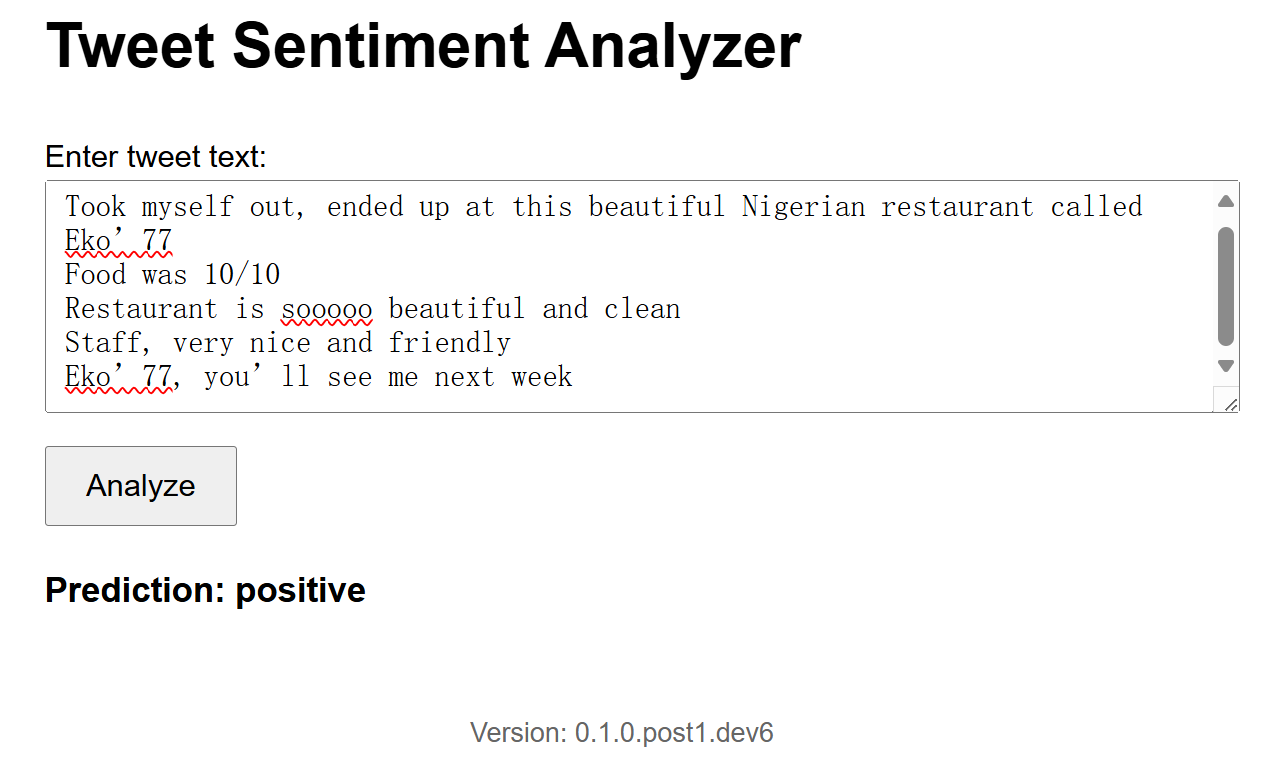 Tweet Sentiment Analyzer
Enter tweet text:
Took myself out, ended up at this beautiful Nigerian restaurant called
Eko’77
Food was 10/10
Restaurant is sooooo beautiful and clean
Staff, very nice and friendly
Eko’77, you’ll see me next week
Analyze
Prediction: positive
Version: 0.1.0.post1.dev6